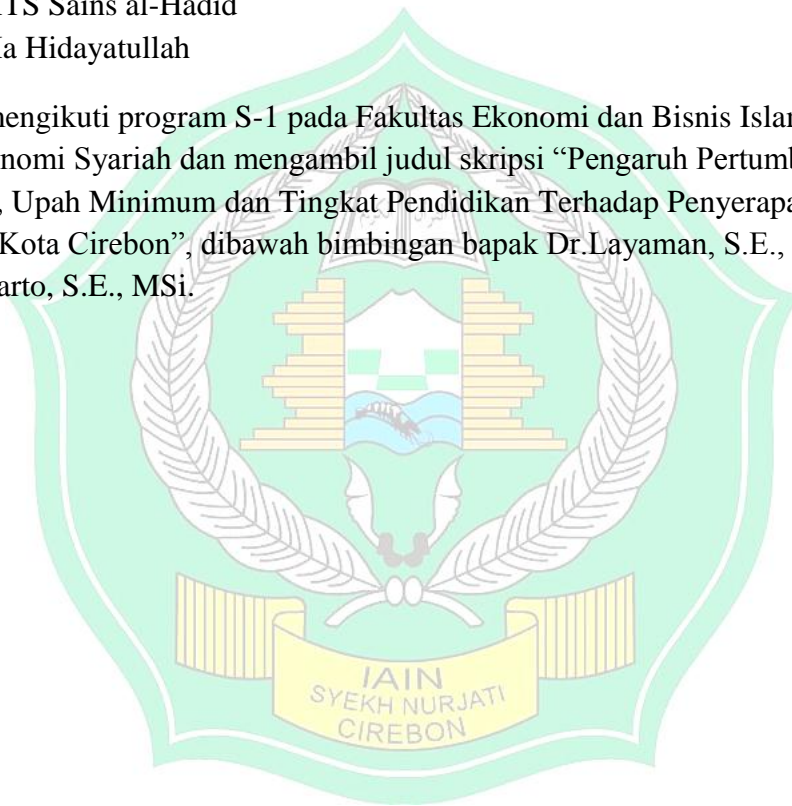 TS Sains al-Hadid
a Hidayatullah
mengikuti program S-1 pada Fakultas Ekonomi dan Bisnis Islam
nomi Syariah dan mengambil judul skripsi “Pengaruh Pertumb
, Upah Minimum dan Tingkat Pendidikan Terhadap Penyerapa
Kota Cirebon”, dibawah bimbingan bapak Dr.Layaman, S.E.,
arto, S.E., MSi.
IAIN
SYEKH NURJATI
CIREBON